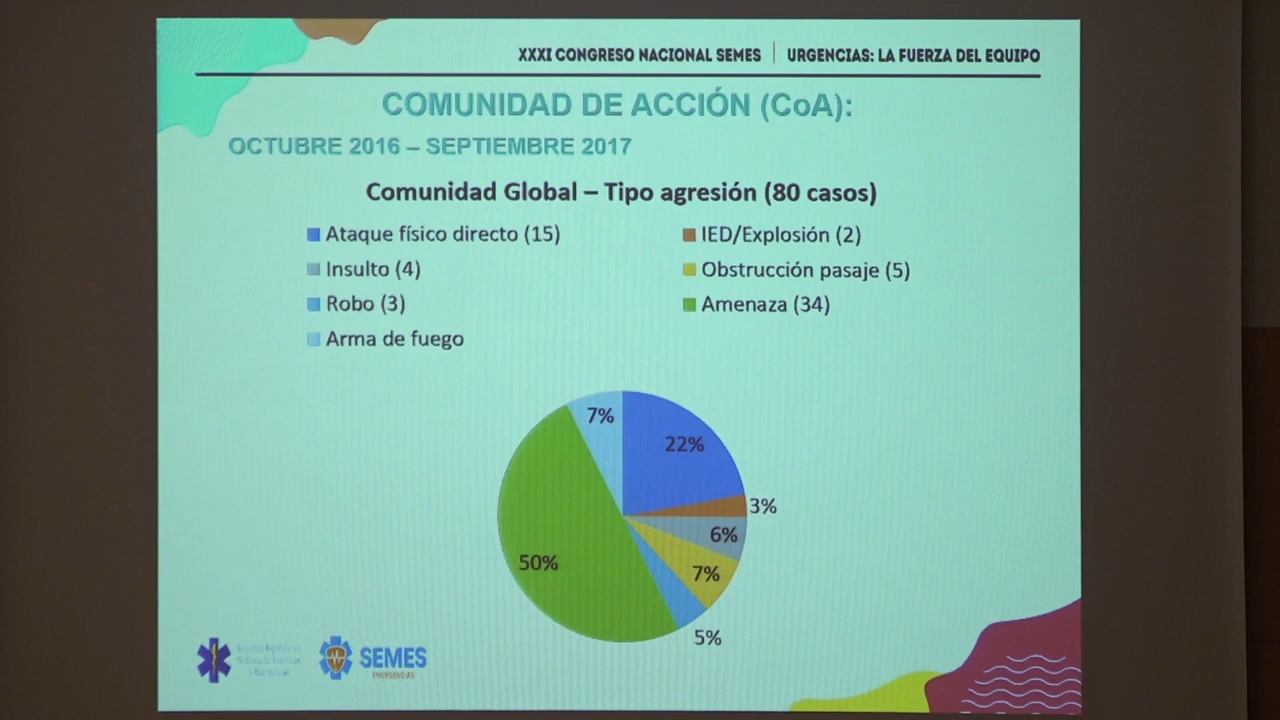 XXXI CONGRESO NACIONAL SEMES | URGENCIAS: LA FUERZA DEL EQUIPO
COMUNIDAD DE ACCIÓN (CoA):
OCTUBRE 2016 – SEPTIEMBRE 2017
Comunidad Global – Tipo agresión (80 casos)
Ataque físico directo (15)
IED/Explosión (2)
Insulto (4)
Obstrucción pasaje (5)
Robo (3)
Amenaza (34)
Arma de fuego
7%
22%
3%
6%
50%
7%
5%
SEMES
EMERGENCIAS